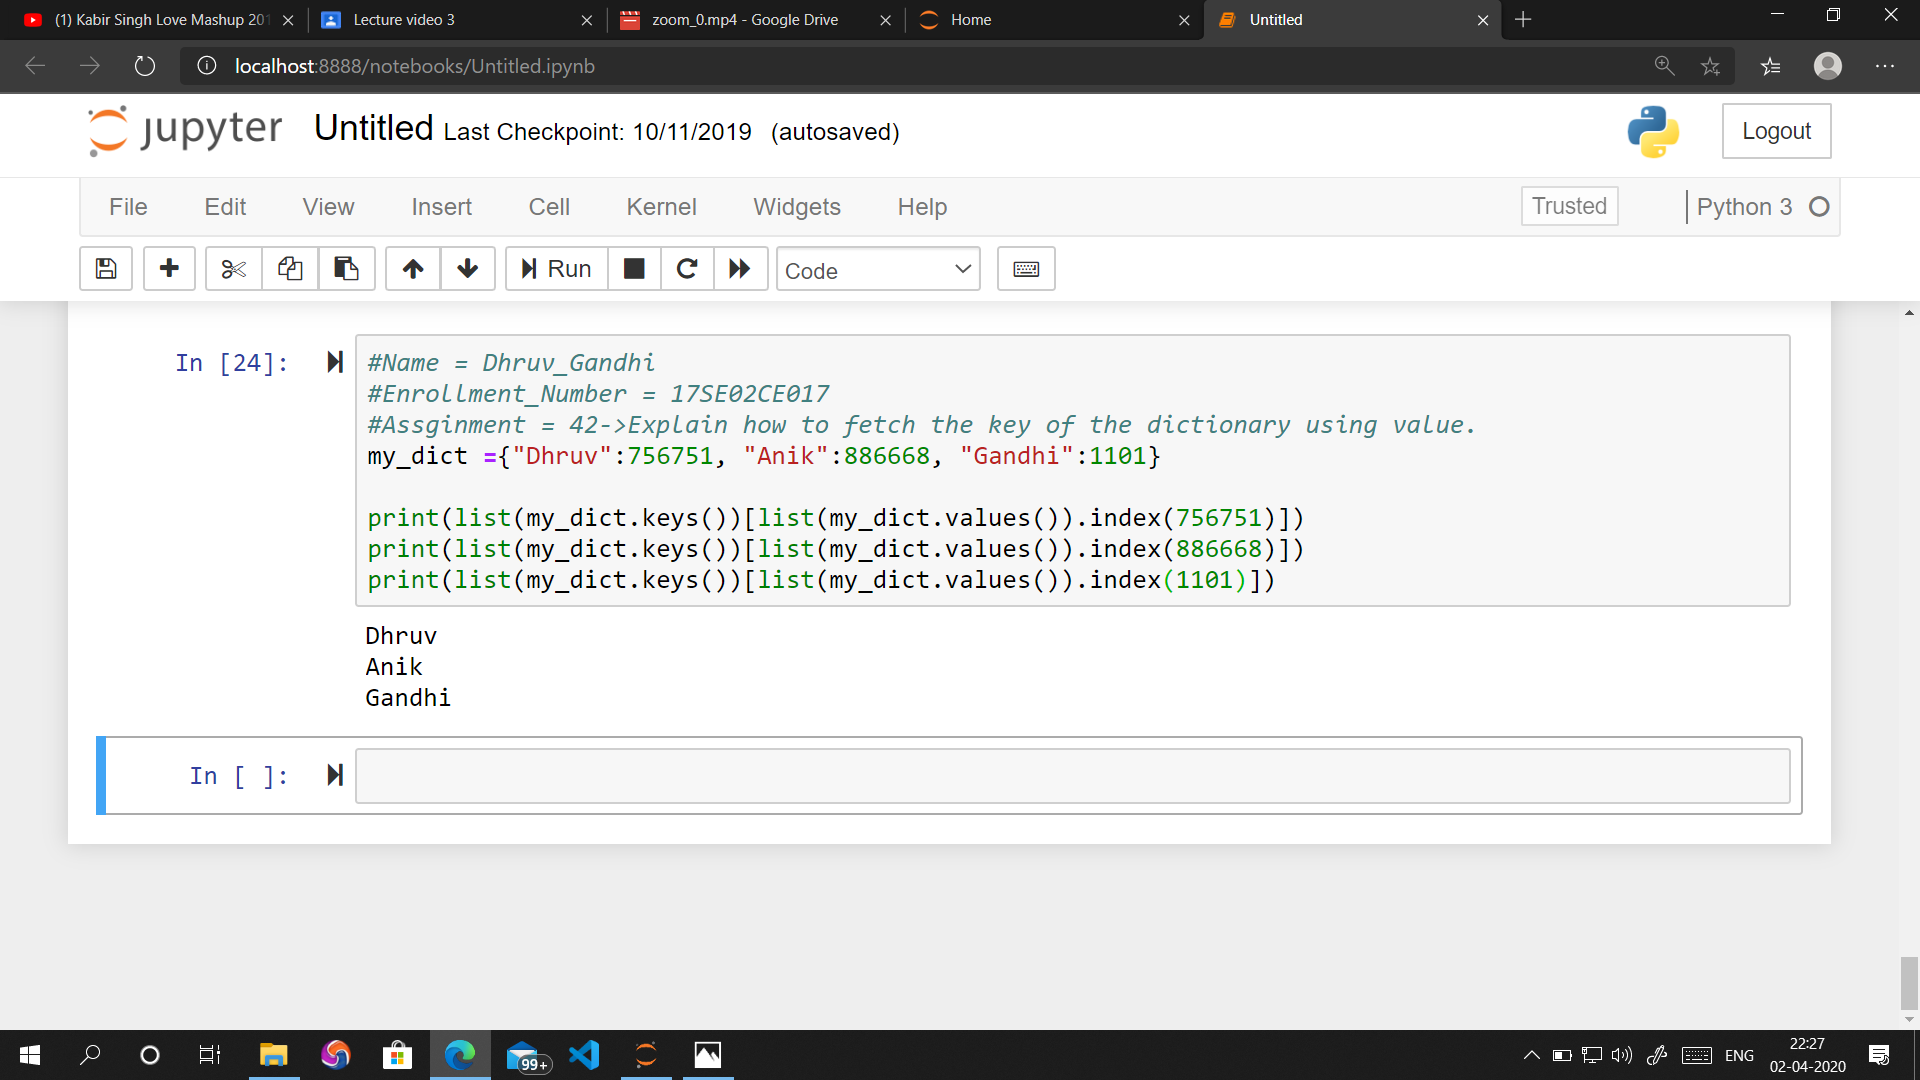 (1) Kabir Singh Love Mashup 201
Lecture video 3
zoom_0.mp4 - Google Drive
Home
Untitled
localhost:8888/notebooks/Untitled.ipynb
jupyter
Untitled Last Checkpoint: 10/11/2019 (autosaved)
Logout
File Edit View Insert Cell Kernel Widgets Help
Trusted
Python 3
Run
Code
In [24]:
#Name = Dhruv_Gandhi
#Enrollment_Number = 17SE02CE017
#Assginment = 42->Explain how to fetch the key of the dictionary using value.
my_dict ={"Dhruv":756751, "Anik":886668, "Gandhi":1101}
print(list(my_dict.keys())[list(my_dict.values()).index(756751)])
print(list(my_dict.keys())[list(my_dict.values()).index(886668)])
print(list(my_dict.keys())[list(my_dict.values()).index(1101)])
Dhruv
Anik
Gandhi
In [ ]:
99+
ENG
22:27
02-04-2020